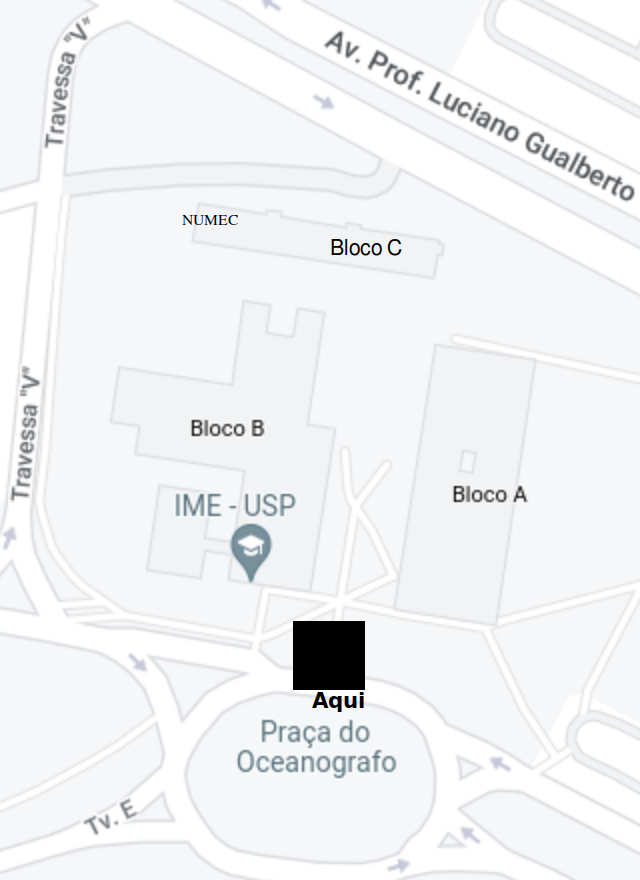 Travessa "V"
Av. Prof. Luciano Gualberto
NUMEC
Bloco C
Travessa "V"
Bloco B
Bloco A
IME - USP
Aqui
Praça do
Oceanografo
Tv. E